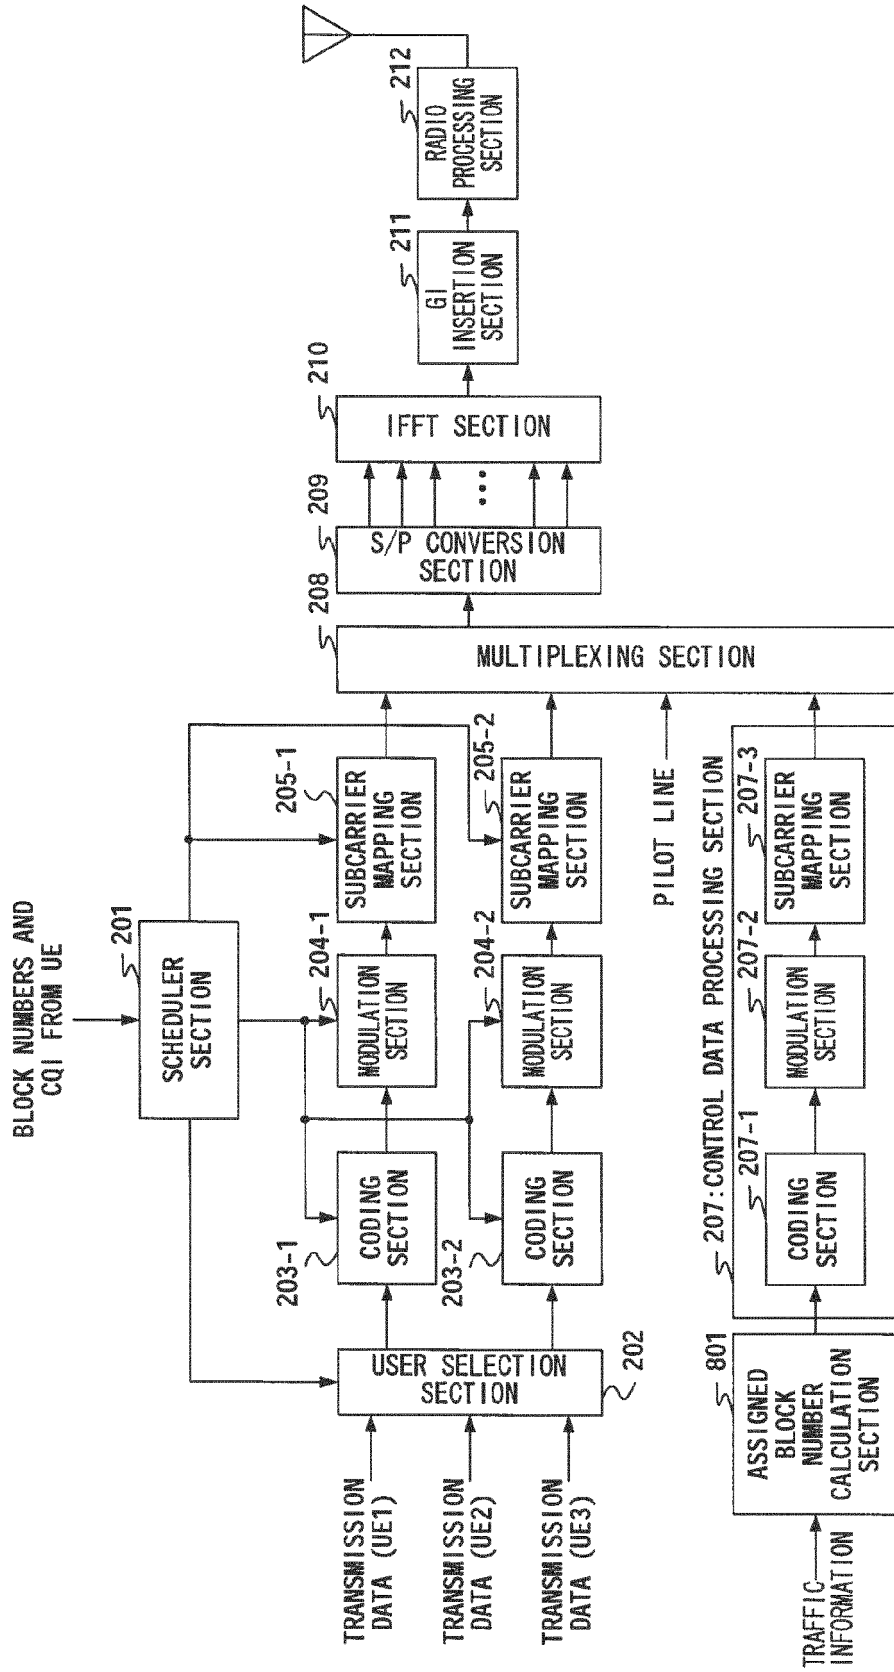 BLOCK NUMBERS AND
CQI FROM UE
201
SCHEDULER
SECTION
TRANSMISSION
DATA (UE1)
TRANSMISSION
DATA (UE2)
TRANSMISSION
DATA (UE3)
USER SELECTION
SECTION
202
203-1
CODING
SECTION
204-1
MODULATION
SECTION
205-1
SUBCARRIER
MAPPING
SECTION
203-2
CODING
SECTION
204-2
MODULATION
SECTION
205-2
SUBCARRIER
MAPPING
SECTION
PILOT LINE
208
MULTIPLEXING SECTION
209
S/P CONVERSION
SECTION
210
IFFT SECTION
211
GI
INSERTION
SECTION
212
RADIO
PROCESSING
SECTION
TRAFFIC
INFORMATION
801
ASSIGNED
BLOCK
NUMBER
CALCULATION
SECTION
207:CONTROL DATA PROCESSING SECTION
207-1
CODING
SECTION
207-2
MODULATION
SECTION
207-3
SUBCARRIER
MAPPING
SECTION